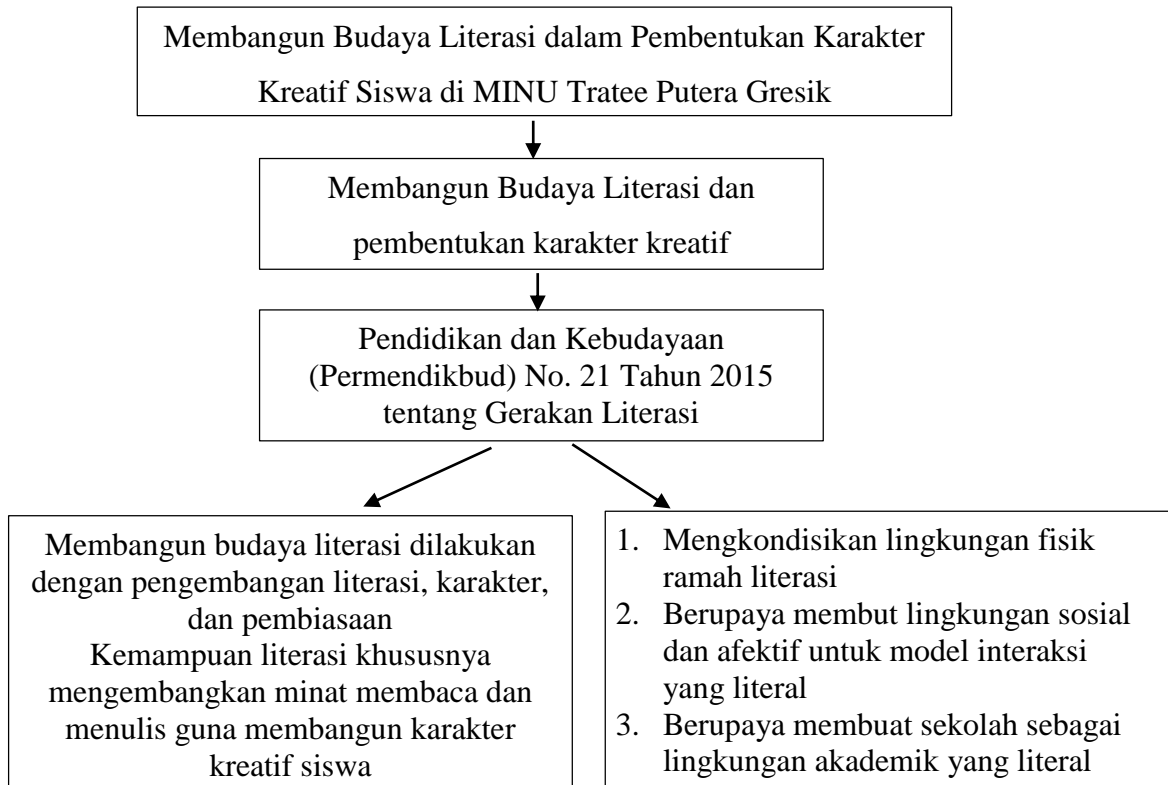 Membangun Budaya Literasi dalam Pembentukan Karakter
Kreatif Siswa di MINU Tratee Putera Gresik
Membangun Budaya Literasi dan
pembentukan karakter kreatif
Pendidikan dan Kebudayaan
(Permendikbud) No. 21 Tahun 2015
tentang Gerakan Literasi
Membangun budaya literasi dilakukan
dengan pengembangan literasi, karakter,
dan pembiasaan
Kemampuan literasi khususnya
mengembangkan minat membaca dan
menulis guna membangun karakter
kreatif siswa
1. Mengkondisikan lingkungan fisik
ramah literasi
2. Berupaya membut lingkungan sosial
dan afektif untuk model interaksi
yang literal
3. Berupaya membuat sekolah sebagai
lingkungan akademik yang literal